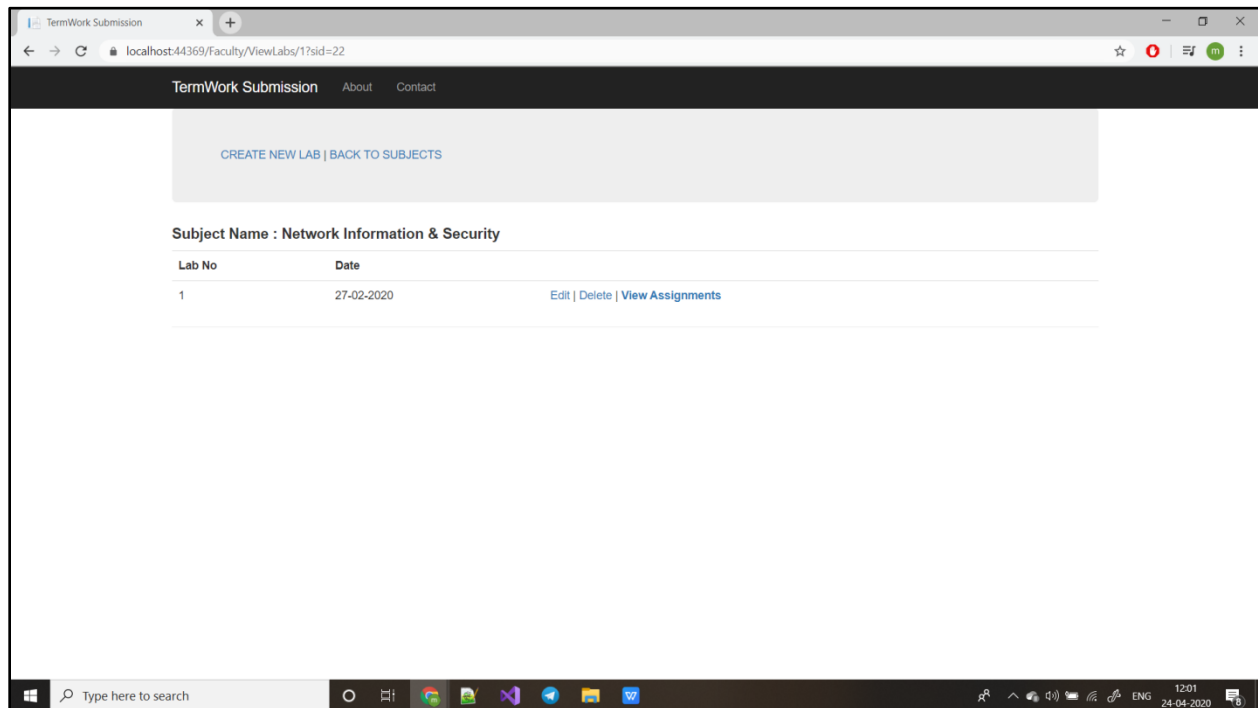 TermWork Submission
localhost:44369/Faculty/ViewLabs/1?sid=22
m
TermWork Submission About Contact
CREATE NEW LAB | BACK TO SUBJECTS
Subject Name : Network Information & Security
Lab No Date
1 27-02-2020 Edit | Delete | View Assignments
Type here to search
W
ENG
12:01
24-04-2020
8